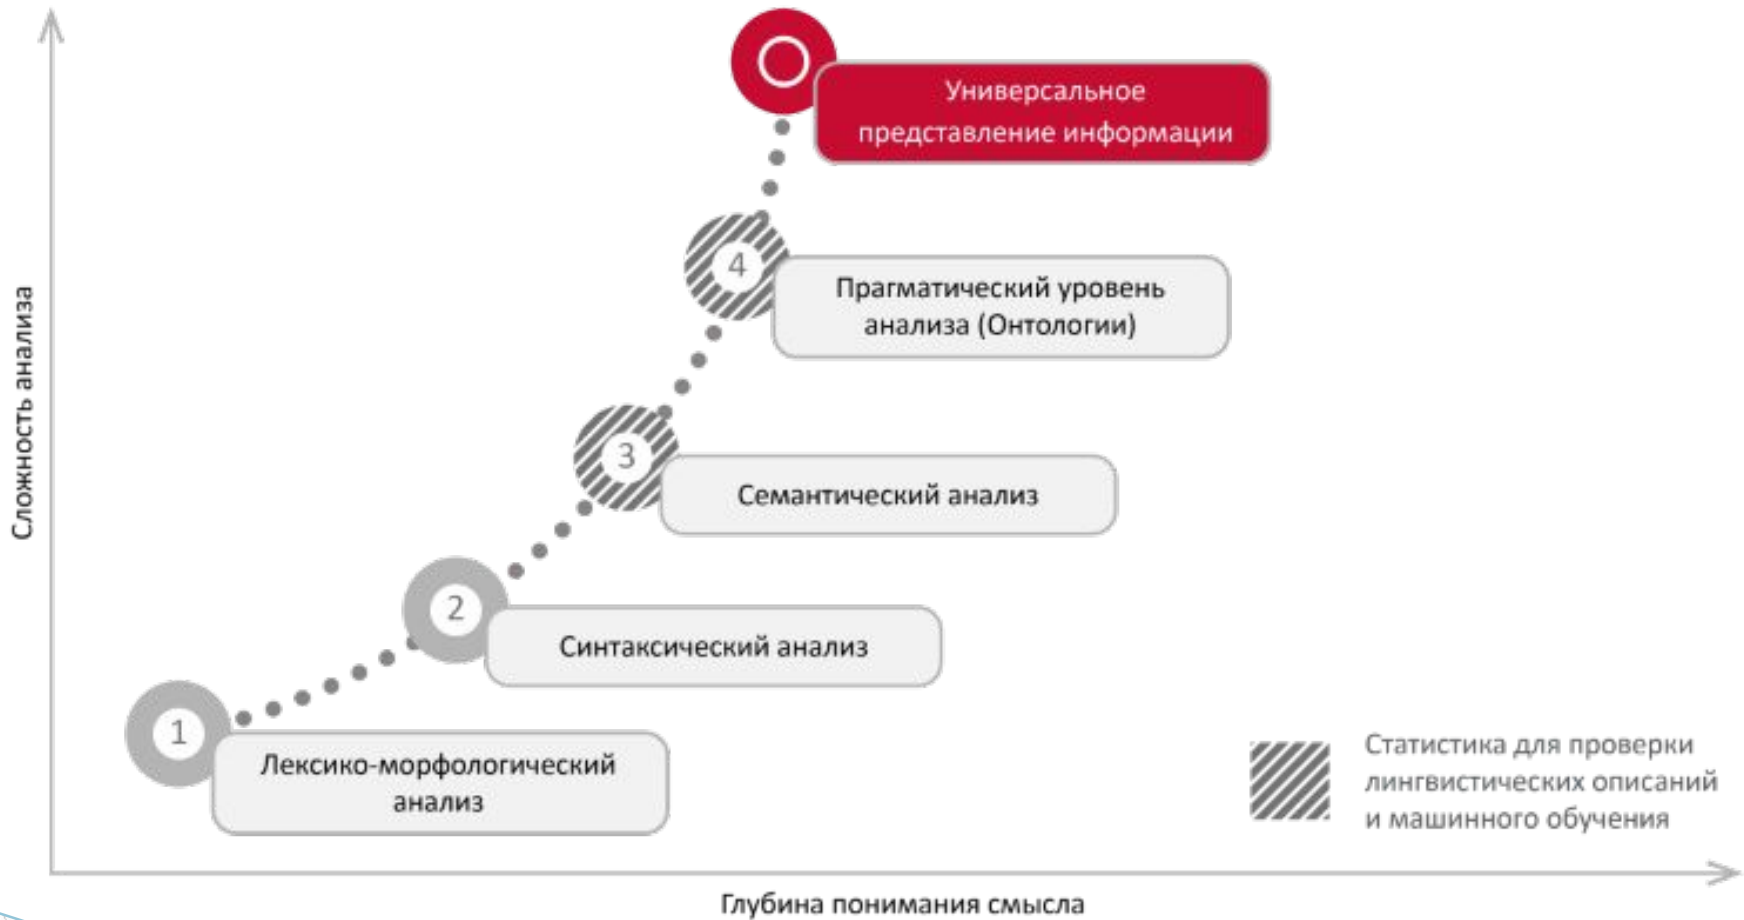 Универсальное
представление информации
4
Прагматический уровень
анализа (Онтологии)
Сложность анализа
3
Семантический анализ
2
Синтаксический анализ
1
Лексико-морфологический
анализ
Статистика для проверки
лингвистических описаний
и машинного обучения
Глубина понимания смысла